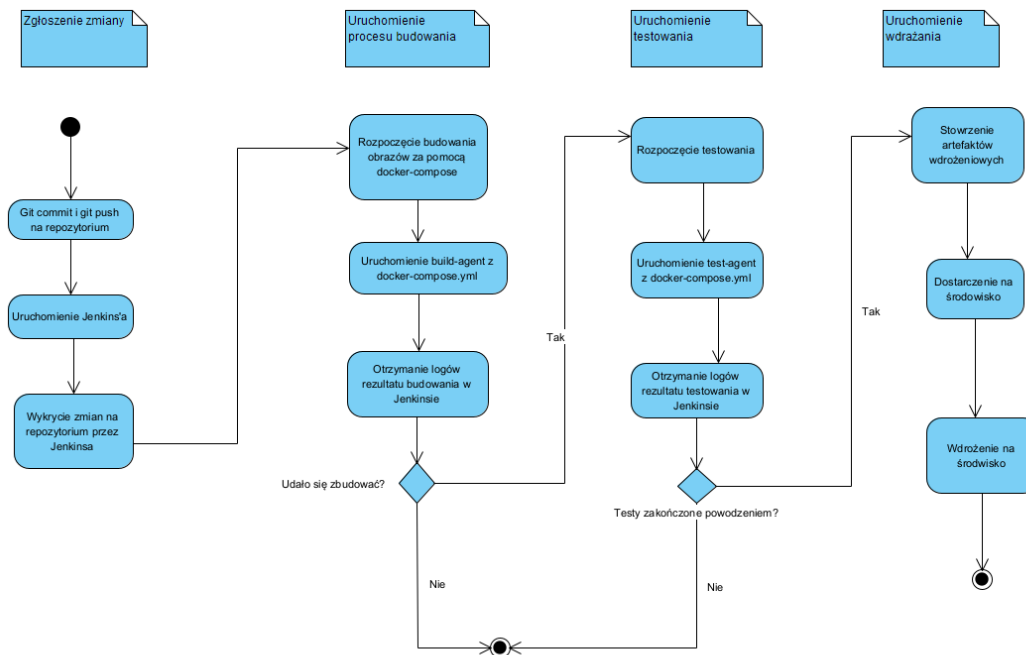 Zgłoszenie zmiany
Uruchomienie
procesu budowania
Uruchomienie
testowania
Uruchomienie
wdrażania
Git commit i git push
na repozytorium
Uruchomienie Jenkins'a
Wykrycie zmian na
repozytorium przez
Jenkinsa
Rozpoczęcie budowania
obrazów za pomocą
docker-compose
Uruchomienie build-agent z
docker-compose.yml
Otrzymanie logów
rezultatu budowania w
Jenkinsie
Udało się zbudować?
Tak
Nie
Rozpoczęcie testowania
Uruchomienie test-agent
z docker-compose.yml
Otrzymanie logów
rezultatu testowania w
Jenkinsie
Testy zakończone powodzeniem?
Tak
Nie
Stowrzenie
artefaktów
wdrożeniowych
Dostarczenie na
środowisko
Wdrożenie na
środwisko